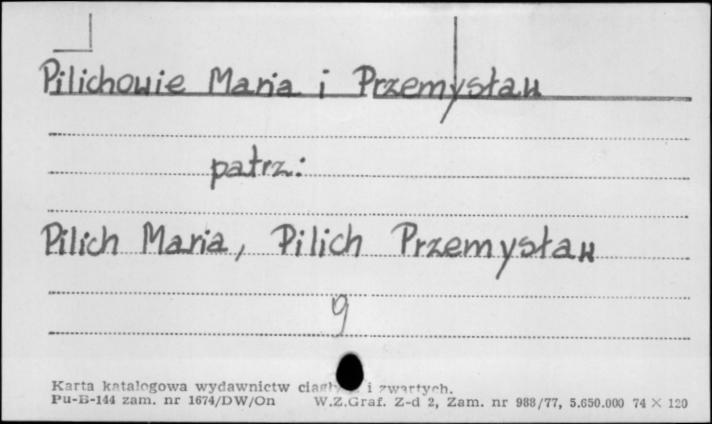 Pilichowie Maria i Przemysław
patrz:
Pilich Maria, Pilich Przemysław
9
Karta katalogowa wydawnictw i zwartych.
Pu-B-144 zam. nr 1674/DW/On W.Z.Graf. Z-d 2, Zam. nr 988/77, 5.650.000 74 × 120